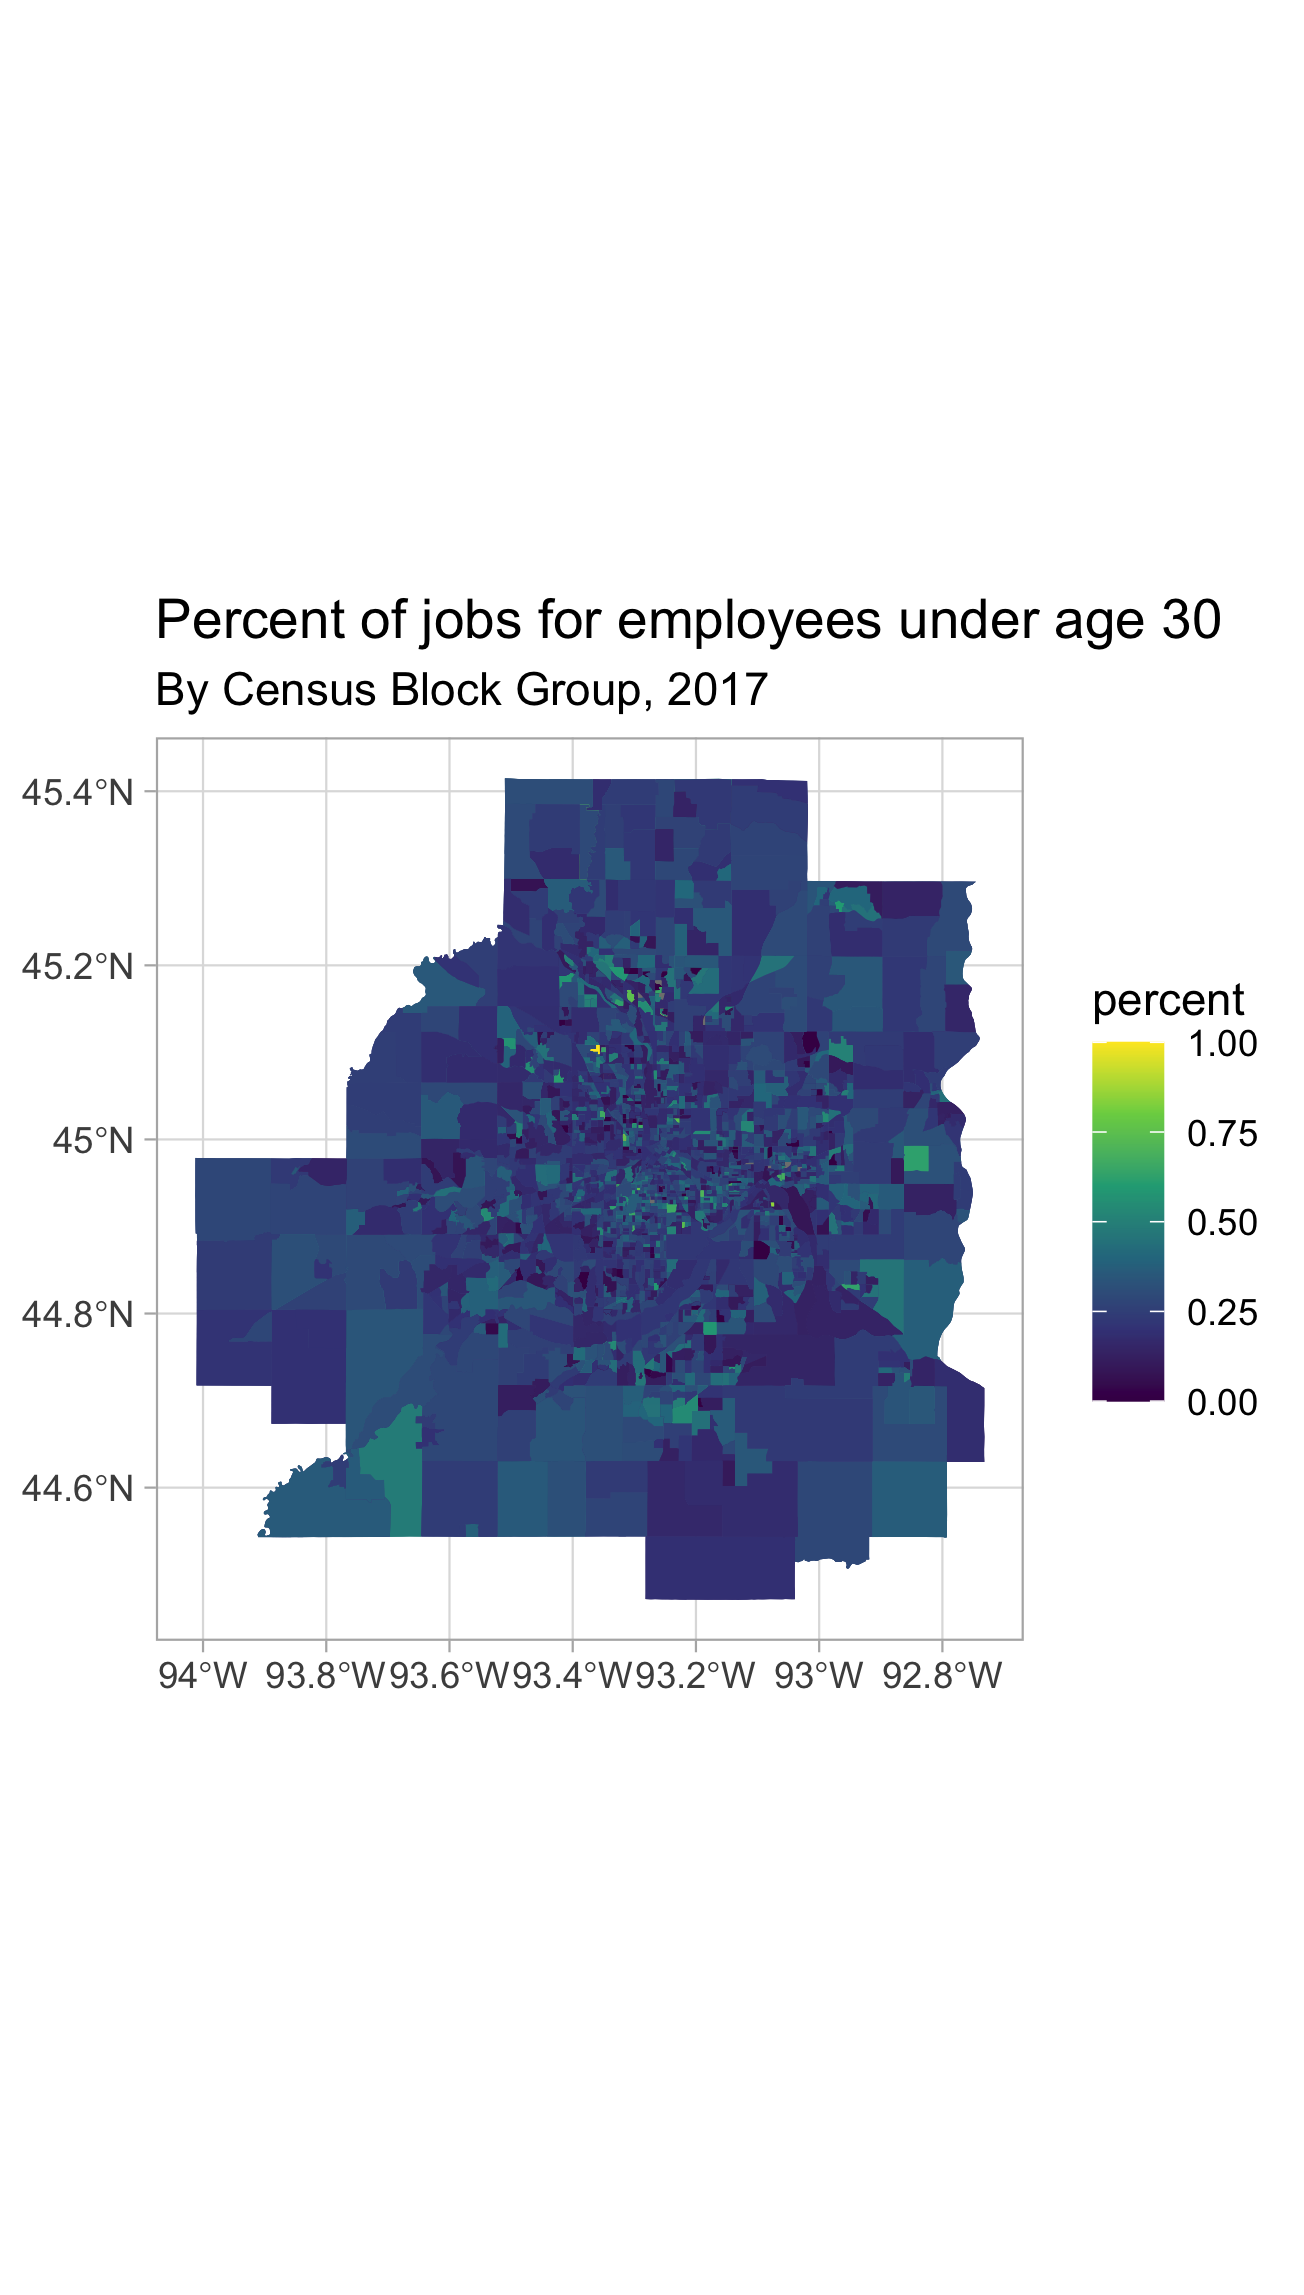 Percent of jobs for employees under age 30
By Census Block Group, 2017
45.4°N
45.2°N
45°N
44.8°N
44.6°N
94°W 93.8°W 93.6°W 93.4°W 93.2°W 93°W 92.8°W
percent
1.00
0.75
0.50
0.25
0.00